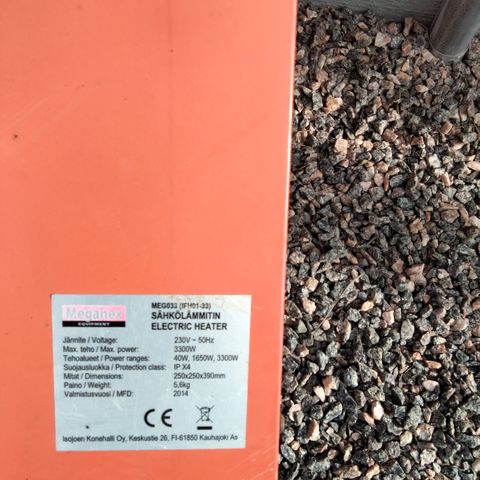 MEG033 (IFH01-33)
Meganex
EQUIPMENT
SÄHKÖLÄMMITIN
ELECTRIC HEATER
Jännite / Voltage: 230V ~ 50Hz
Max. teho / Max. power: 3300W
Tehoalueet / Power ranges: 40W, 1650W, 3300W
Suojausluokka / Protection class: IP X4
Mitat / Dimensions: 250x250x390mm
Paino / Weight: 5,6kg
Valmistusvuosi / MFD: 2014
CE
Isojoen Konehalli Oy, Keskustie 26, FI-61850 Kauhajoki As